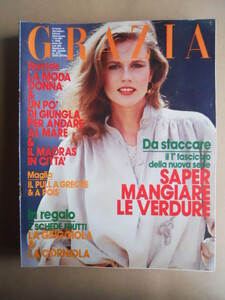 GRAZIA
Speciale
LA MODA
DONNA
&
UN PO'
DI GIUNGLA
PER ANDARE
AL MARE
&
IL MADRAS
IN CITTA'
Maglia
IL PULL A GRECHE
& A POIS
In regalo
2 SCHEDE FRUTTI
LA GAGGIOLA
&
LA CORNIOLA
Da staccare
il 1° fascicolo
della nuova serie
SAPER
MANGIARE
LE VERDURE